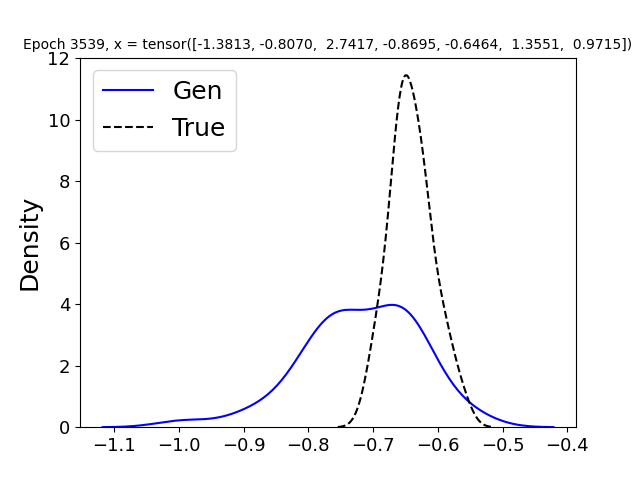 Epoch 3539, x = tensor([-1.3813, -0.8070,  2.7417, -0.8695, -0.6464,  1.3551,  0.9715])
Gen
True
Density
12
10
8
6
4
2
0
−1.1 −1.0 −0.9 −0.8 −0.7 −0.6 −0.5 −0.4